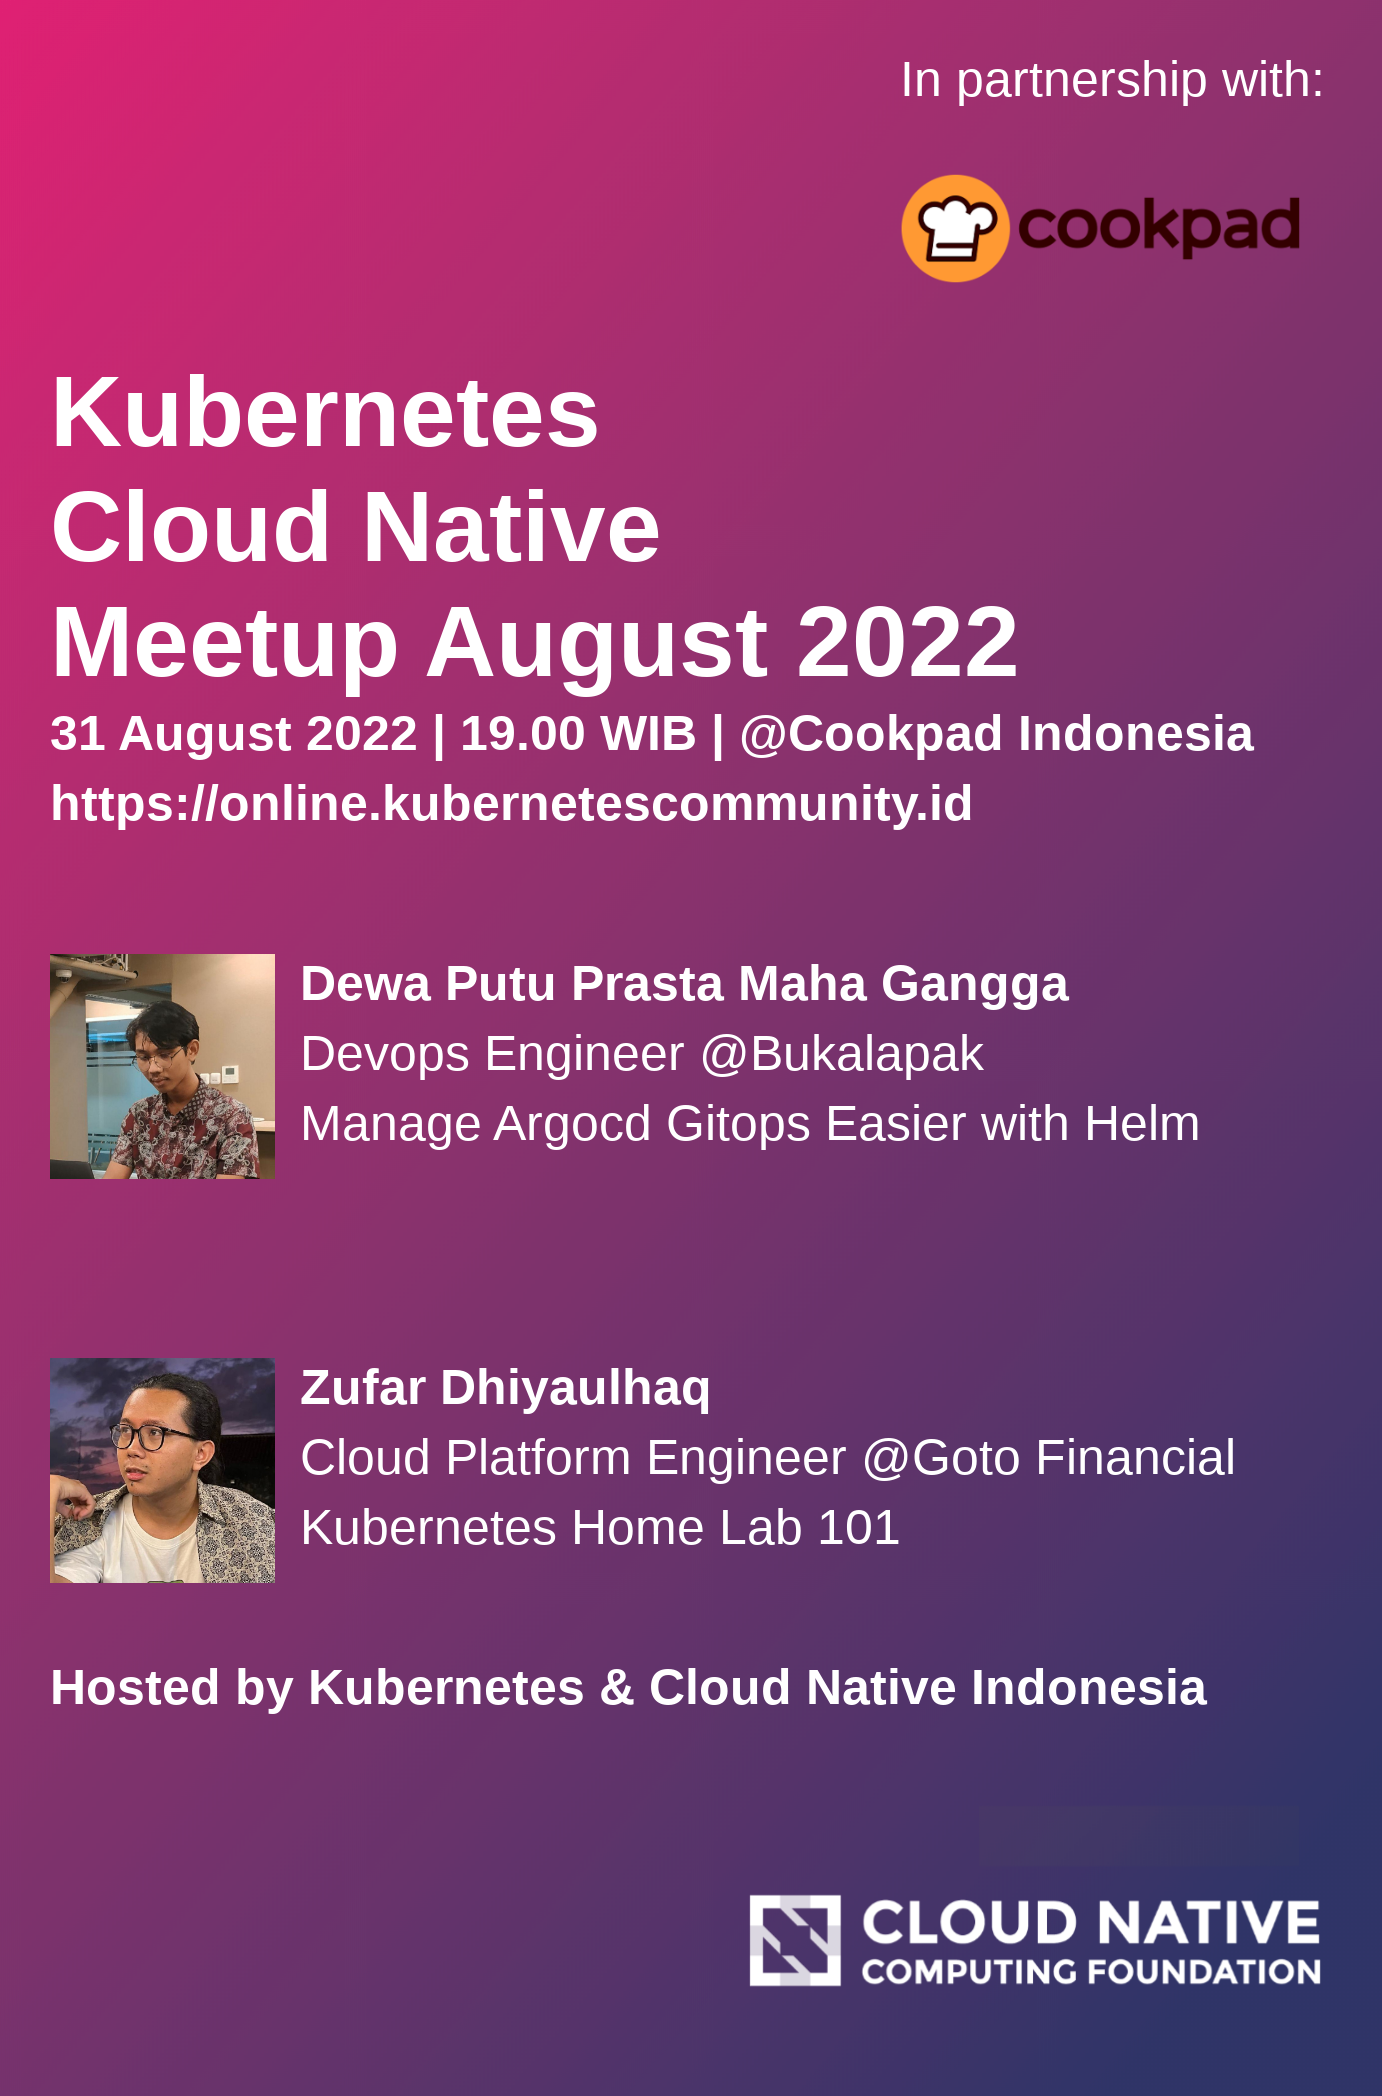 In partnership with:
cookpad
Kubernetes
Cloud Native
Meetup August 2022
31 August 2022 | 19.00 WIB | @Cookpad Indonesia
https://online.kubernetescommunity.id
Dewa Putu Prasta Maha Gangga
Devops Engineer @Bukalapak
Manage Argocd Gitops Easier with Helm
Zufar Dhiyaulhaq
Cloud Platform Engineer @Goto Financial
Kubernetes Home Lab 101
Hosted by Kubernetes & Cloud Native Indonesia
CLOUD NATIVE
COMPUTING FOUNDATION